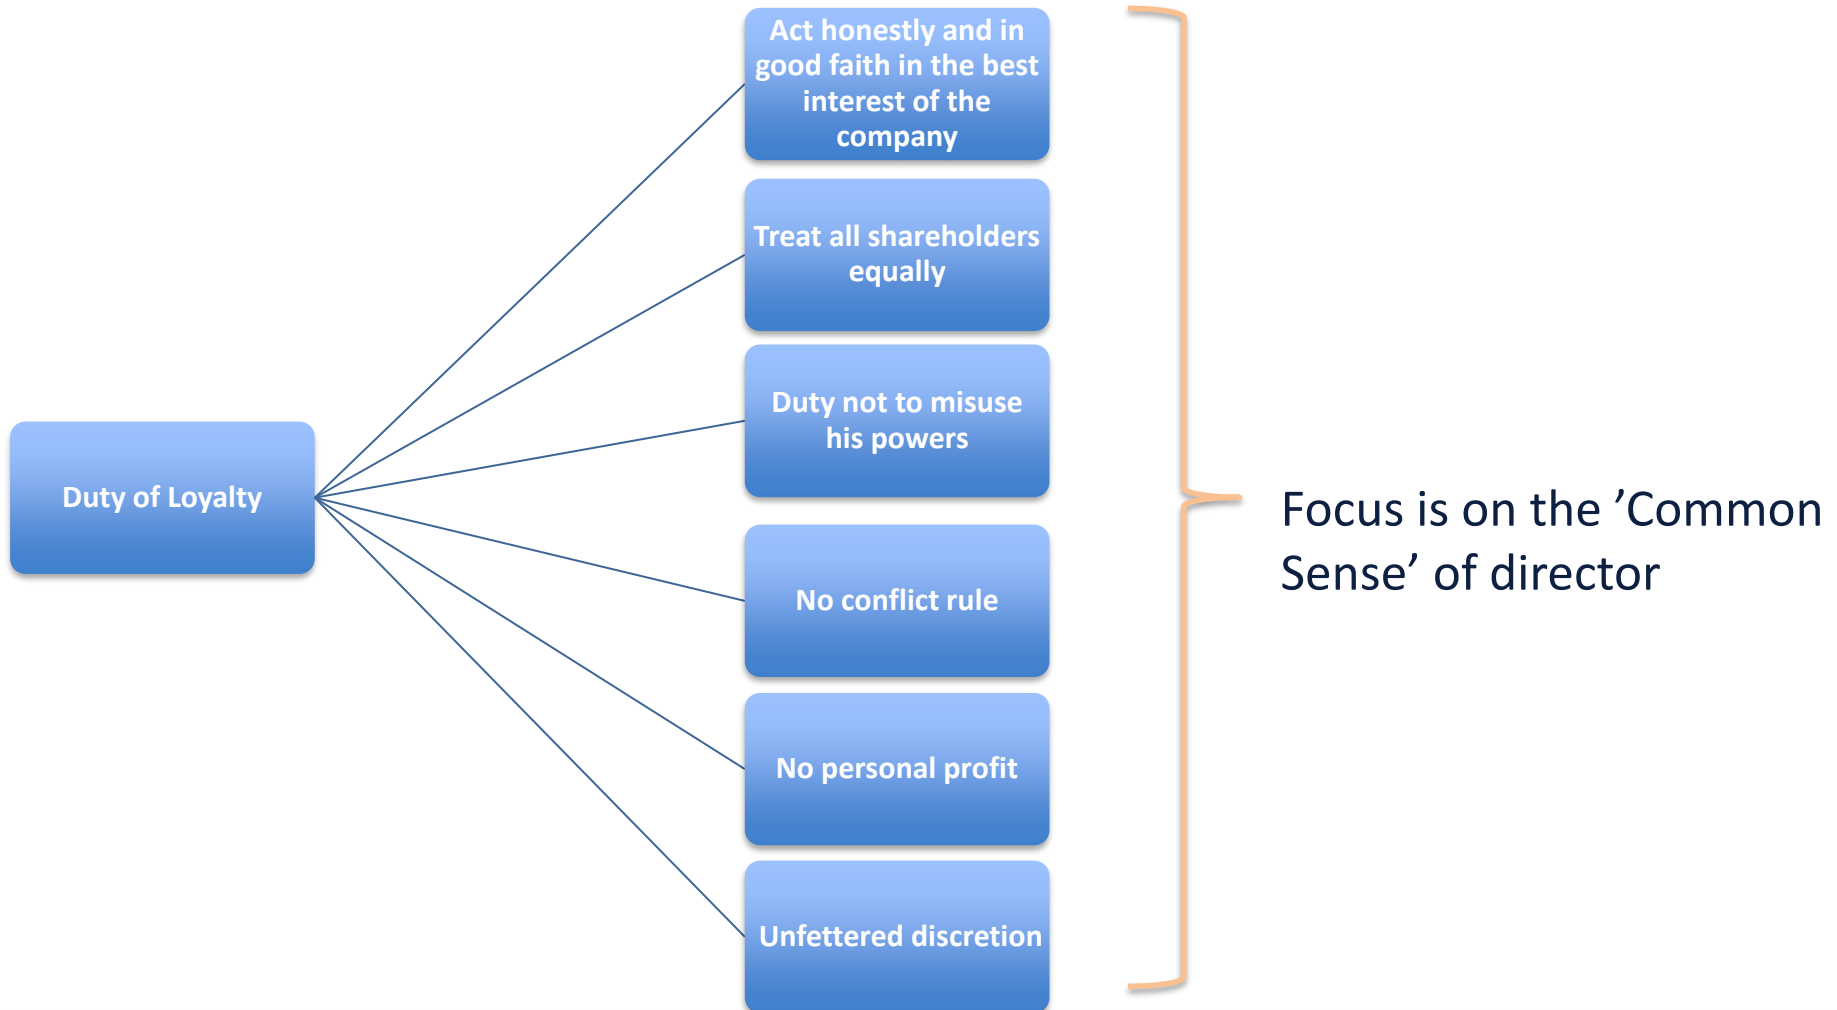 Act honestly and in
good faith in the best
interest of the
company
Treat all shareholders
equally
Duty not to misuse
his powers
Duty of Loyalty
No conflict rule
No personal profit
Unfettered discretion
Focus is on the ’Common
Sense’ of director